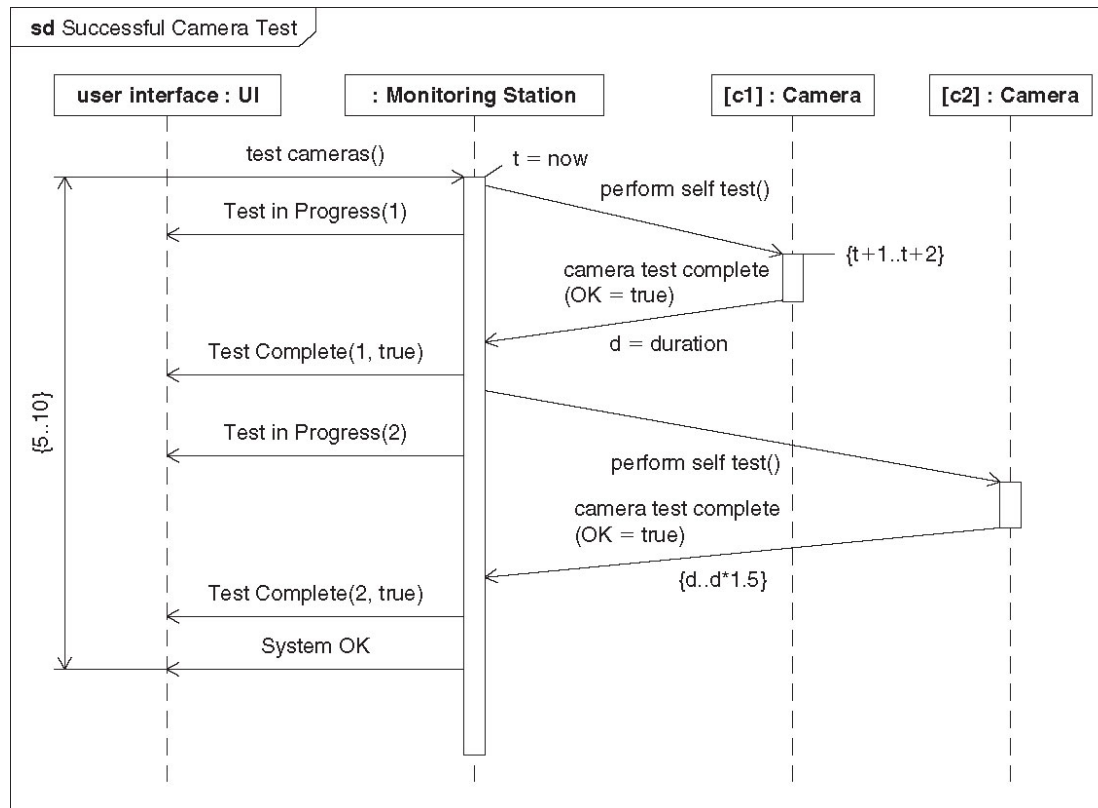 sd Successful Camera Test
user interface : UI
: Monitoring Station
[c1] : Camera
[c2] : Camera
test cameras()
t = now
perform self test()
Test in Progress(1)
{t+1..t+2}
camera test complete
(OK = true)
d = duration
Test Complete(1, true)
{5..10}
Test in Progress(2)
perform self test()
camera test complete
(OK = true)
{d..d*1.5}
Test Complete(2, true)
System OK